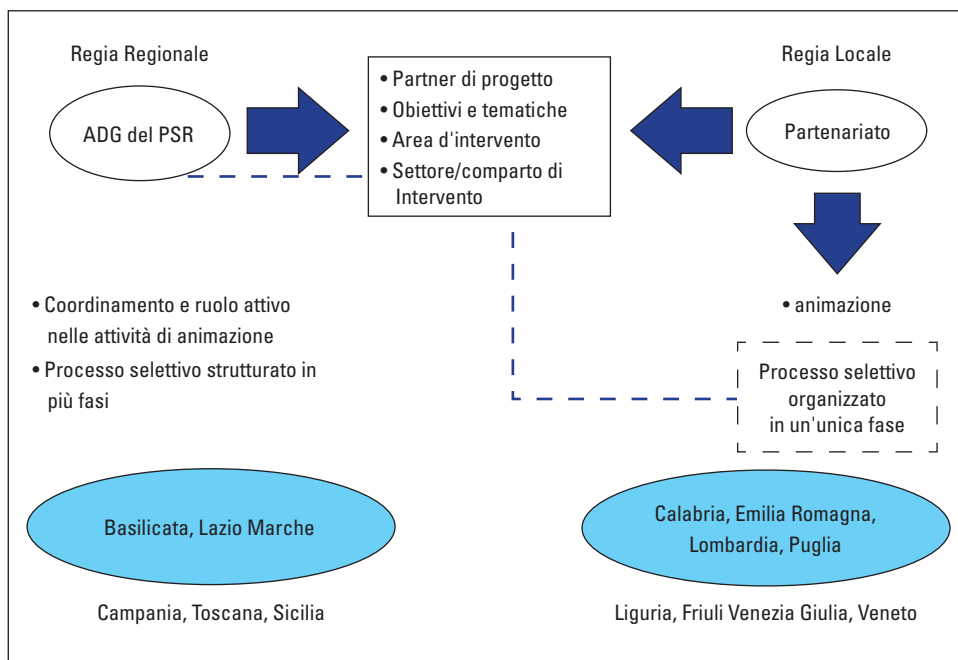 Regia Regionale
ADG del PSR
• Partner di progetto
• Obiettivi e tematiche
• Area d'intervento
• Settore/comparto di
Intervento
Regia Locale
Partenariato
• Coordinamento e ruolo attivo
nelle attività di animazione
• Processo selettivo strutturato in
più fasi
• animazione
Processo selettivo
organizzato
in un'unica fase
Basilicata, Lazio Marche
Campania, Toscana, Sicilia
Calabria, Emilia Romagna,
Lombardia, Puglia
Liguria, Friuli Venezia Giulia, Veneto